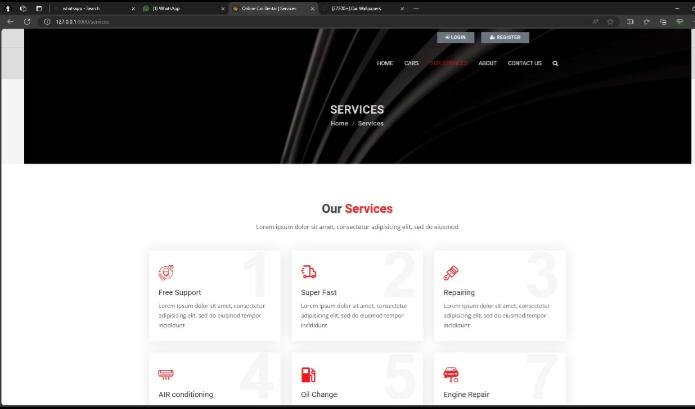 whatsapp - Search
(1) WhatsApp
Online Car Rental | Services
[27200+] Car Wallpapers
127.0.0.1:8000/services
LOGIN
REGISTER
HOME
CARS
OUR SERVICES
ABOUT
CONTACT US
SERVICES
Home / Services
Our Services
Lorem ipsum dolor sit amet, consectetur adipisicing elit, sed do eiusmod
1
Free Support
Lorem ipsum dolor sit amet, consectetur
adipisicing elit, sed do eiusmod tempor
incididunt
2
Super Fast
Lorem ipsum dolor sit amet, consectetur
adipisicing elit, sed do eiusmod tempor
incididunt
3
Repairing
Lorem ipsum dolor sit amet, consectetur
adipisicing elit, sed do eiusmod tempor
incididunt
4
AIR conditioning
5
Oil Change
7
Engine Repair